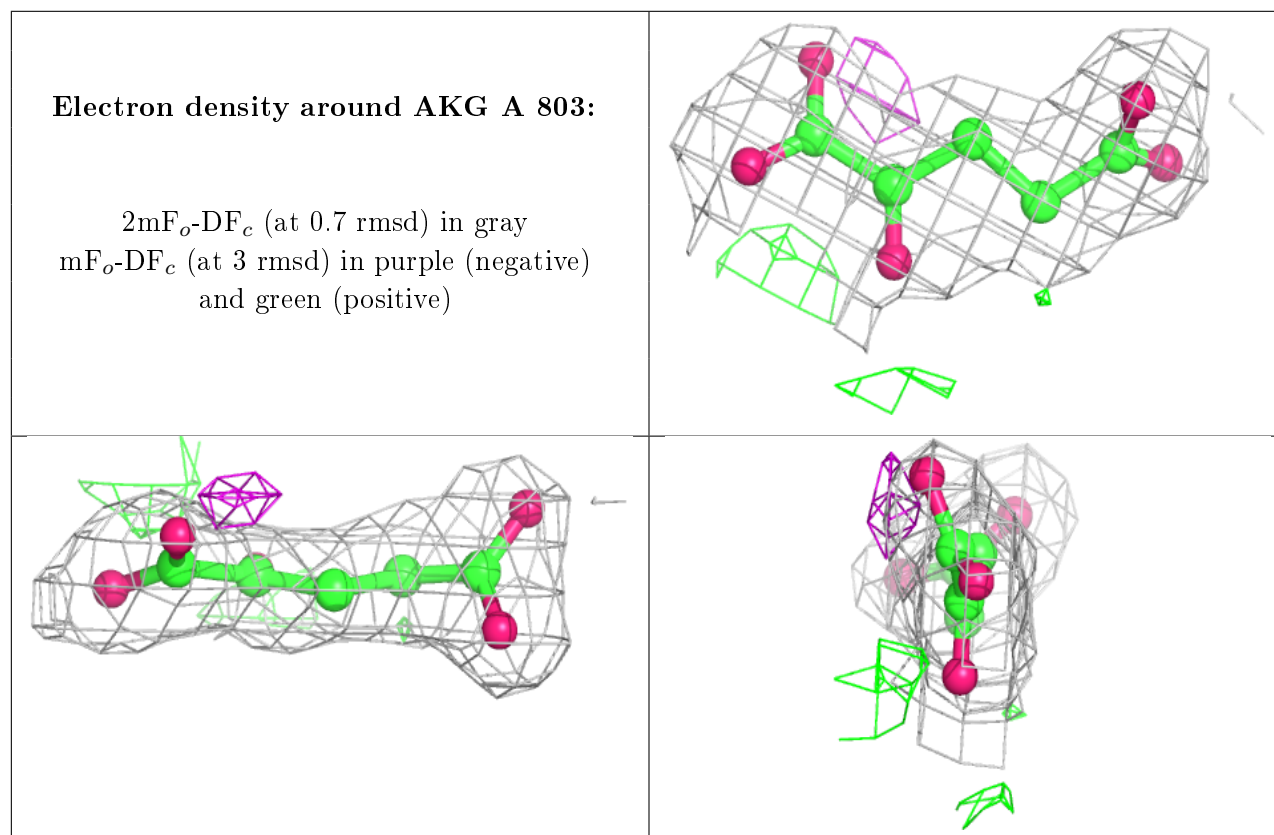 Electron density around AKG A 803:
2mFₒ-DF𝒸 (at 0.7 rmsd) in gray
mFₒ-DF𝒸 (at 3 rmsd) in purple (negative)
and green (positive)